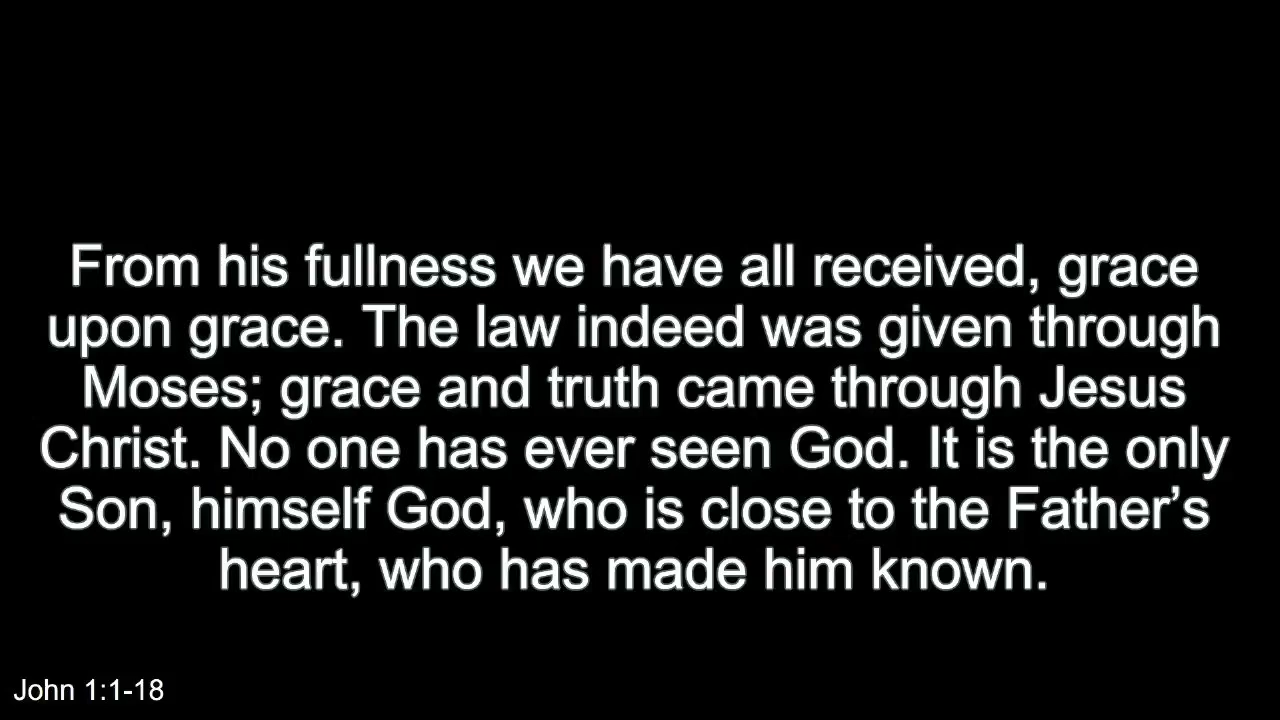 From his fullness we have all received, grace
upon grace. The law indeed was given through
Moses; grace and truth came through Jesus
Christ. No one has ever seen God. It is the only
Son, himself God, who is close to the Father’s
heart, who has made him known.
John 1:1-18